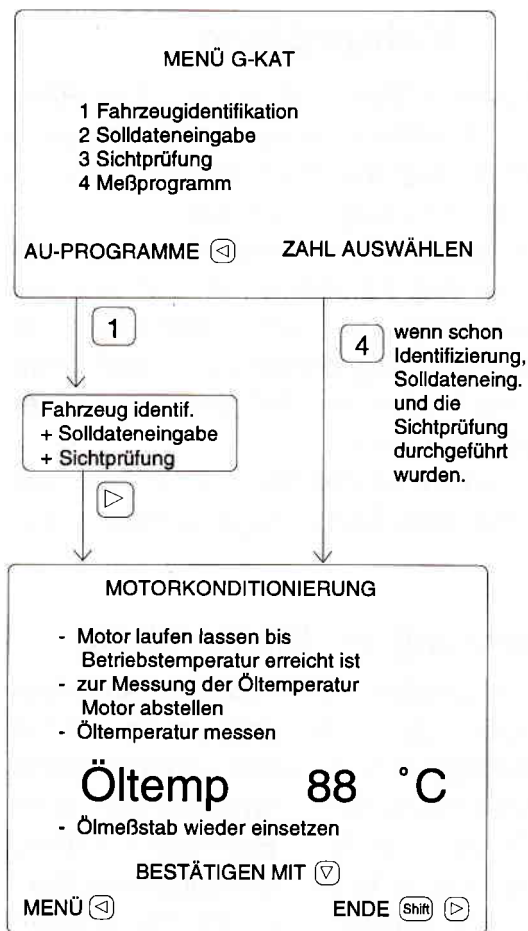 MENÜ G-KAT
1 Fahrzeugidentifikation
2 Solldateneingabe
3 Sichtprüfung
4 Meßprogramm
AU-PROGRAMME ◁ ZAHL AUSWÄHLEN
1
4
wenn schon
Identifizierung,
Solldateneing.
und die
Sichtprüfung
durchgeführt
wurden.
Fahrzeug identif.
+ Solldateneingabe
+ Sichtprüfung
▷
MOTORKONDITIONIERUNG
- Motor laufen lassen bis
Betriebstemperatur erreicht ist
- zur Messung der Öltemperatur
Motor abstellen
- Öltemperatur messen
Öltemp 88 °C
- Ölmeßstab wieder einsetzen
BESTÄTIGEN MIT ▽
MENÜ ◁ ENDE Shift ▷